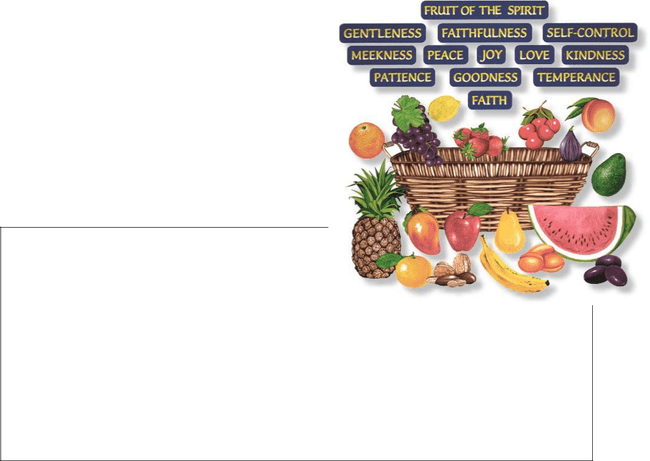 FRUIT OF THE SPIRIT
GENTLENESS FAITHFULNESS SELF-CONTROL
MEEKNESS PEACE JOY LOVE KINDNESS
PATIENCE GOODNESS TEMPERANCE
FAITH